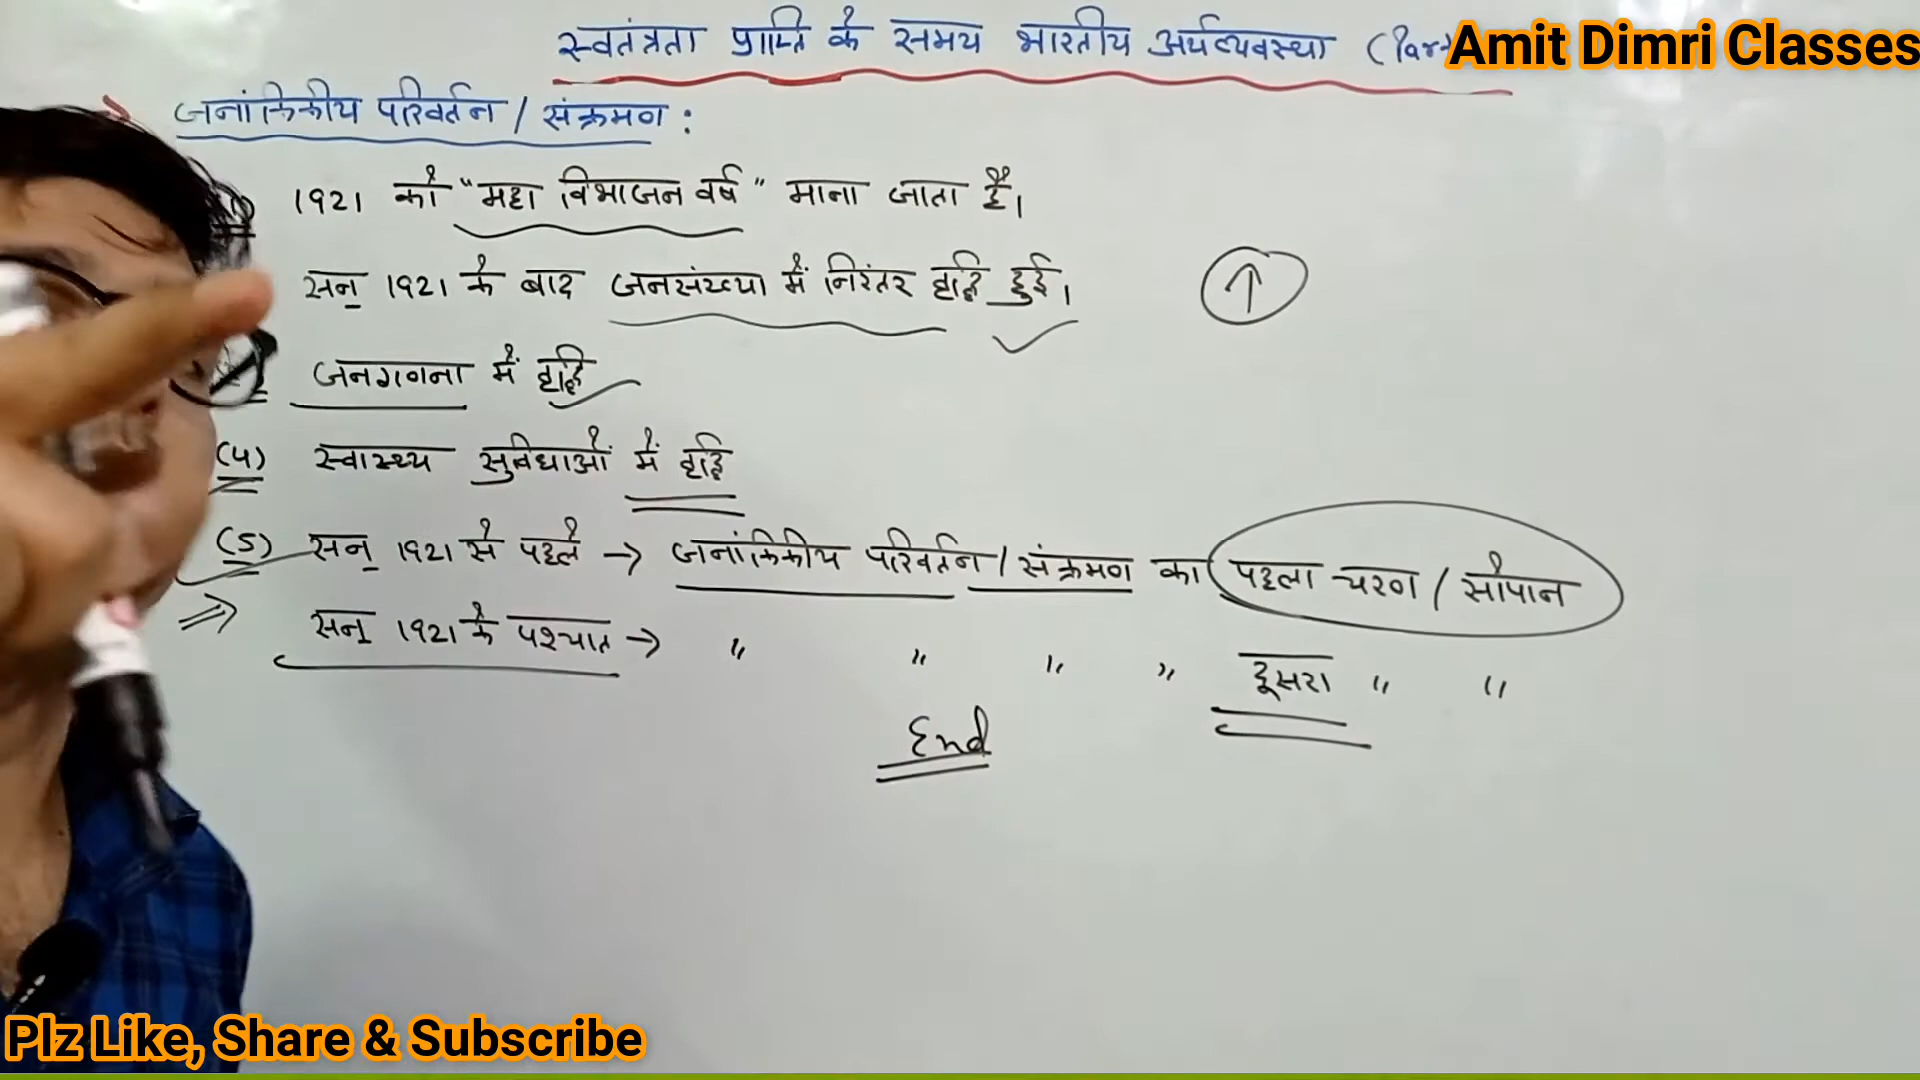 स्वतंत्रता प्राप्ति के समय भारतीय अर्थव्यवस्था (Part
Amit Dimri Classes
जनांकिकीय परिवर्तन / संक्रमण :
1921 को "महा विभाजन वर्ष" माना जाता है।
सन् 1921 के बाद जनसंख्या में निरंतर वृद्धि हुई। ↑
जनगणना में वृद्धि
(4) स्वास्थ्य सुविधाओं में वृद्धि
(5) सन् 1921 से पहले → जनांकिकीय परिवर्तन / संक्रमण का पहला चरण / सोपान
⇒ सन् 1921 के पश्चात → " " " " दूसरा " "
End
Plz Like, Share & Subscribe